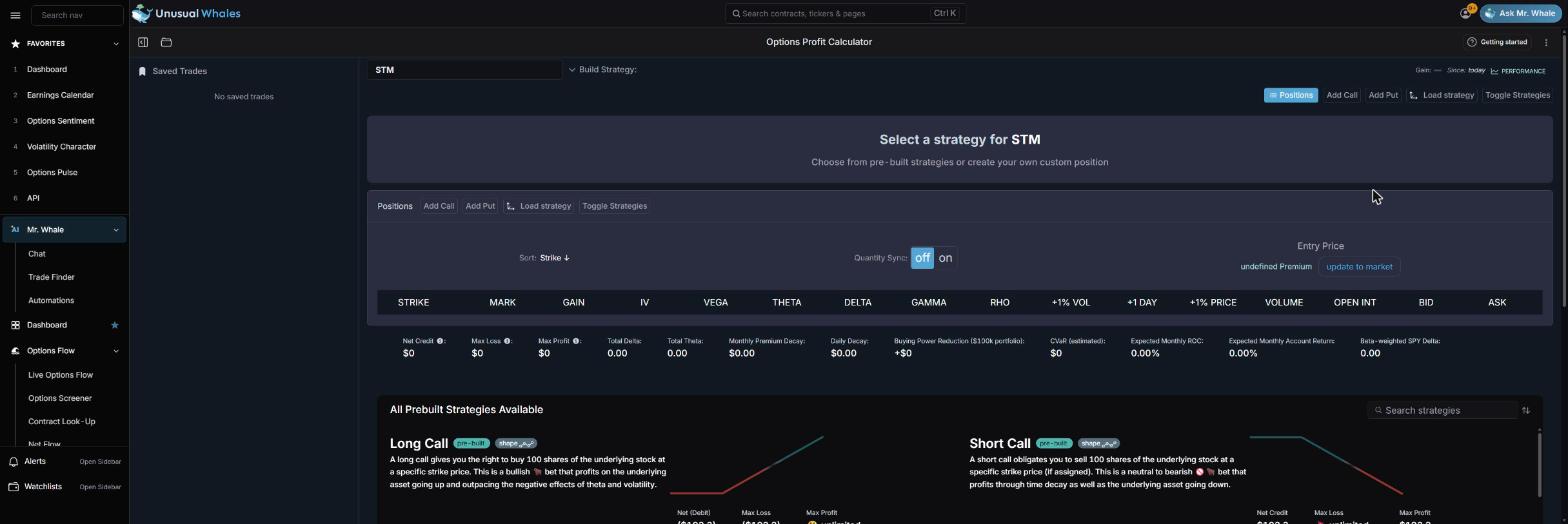 Search nav
Unusual Whales
Search contracts, tickers & pages
Ctrl K
9+
Ask Mr. Whale
FAVORITES
1 Dashboard
2 Earnings Calendar
3 Options Sentiment
4 Volatility Character
5 Options Pulse
6 API
AI Mr. Whale
Chat
Trade Finder
Automations
Dashboard
Options Flow
Live Options Flow
Options Screener
Contract Look-Up
Net Flow
Alerts Open Sidebar
Watchlists Open Sidebar
Options Profit Calculator
Getting started
Saved Trades
No saved trades
STM
Build Strategy:
Gain: — Since: today PERFORMANCE
Positions Add Call Add Put Load strategy Toggle Strategies
Select a strategy for STM
Choose from pre-built strategies or create your own custom position
Positions Add Call Add Put Load strategy Toggle Strategies
Sort: Strike ↓
Quantity Sync: off on
Entry Price
undefined Premium update to market
STRIKE MARK GAIN IV VEGA THETA DELTA GAMMA RHO +1% VOL +1 DAY +1% PRICE VOLUME OPEN INT BID ASK
Net Credit : Max Loss : Max Profit : Total Delta: Total Theta: Monthly Premium Decay: Daily Decay: Buying Power Reduction ($100k portfolio): CVaR (estimated): Expected Monthly ROC: Expected Monthly Account Return: Beta-weighted SPY Delta:
$0 $0 $0 0.00 0.00 $0.00 $0.00 +$0 $0 0.00% 0.00% 0.00
All Prebuilt Strategies Available
Search strategies
Long Call pre-built shape
A long call gives you the right to buy 100 shares of the underlying stock at
a specific strike price. This is a bullish 🐂 bet that profits on the underlying
asset going up and outpacing the negative effects of theta and volatility.
Net (Debit) Max Loss Max Profit
unlimited
Short Call pre-built shape
A short call obligates you to sell 100 shares of the underlying stock at a
specific strike price (if assigned). This is a neutral to bearish 🚫 🐂 bet that
profits through time decay as well as the underlying asset going down.
Net Credit Max Loss Max Profit
unlimited